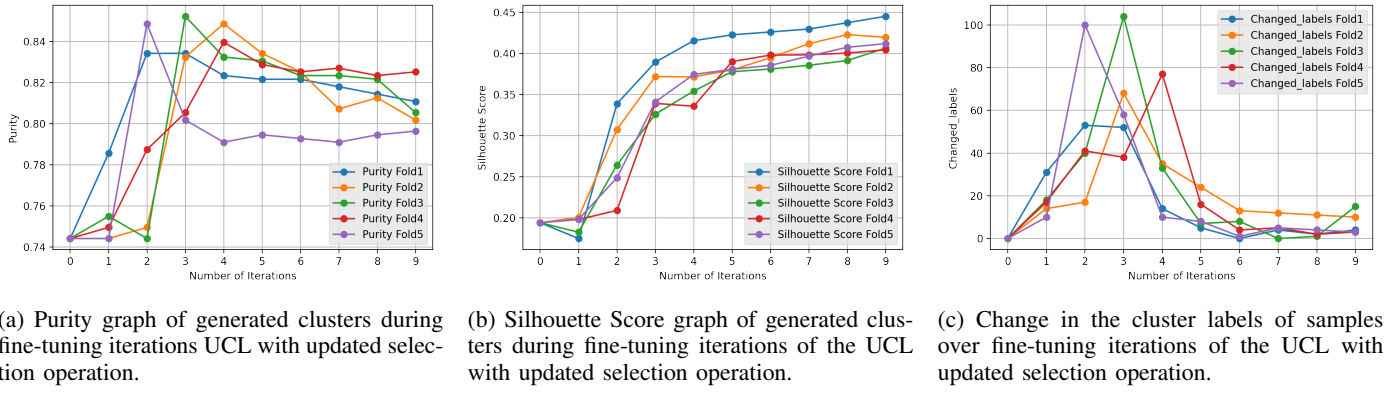 0.84
0.82
0.80
0.78
0.76
0.74
Purity
0 1 2 3 4 5 6 7 8 9
Number of Iterations
Purity Fold1
Purity Fold2
Purity Fold3
Purity Fold4
Purity Fold5
0.45
0.40
0.35
0.30
0.25
0.20
Silhouette Score
0 1 2 3 4 5 6 7 8 9
Number of Iterations
Silhouette Score Fold1
Silhouette Score Fold2
Silhouette Score Fold3
Silhouette Score Fold4
Silhouette Score Fold5
100
80
60
40
20
0
Changed_labels
0 1 2 3 4 5 6 7 8 9
Number of Iterations
Changed_labels Fold1
Changed_labels Fold2
Changed_labels Fold3
Changed_labels Fold4
Changed_labels Fold5
(a) Purity graph of generated clusters during
fine-tuning iterations UCL with updated selec-
tion operation.
(b) Silhouette Score graph of generated clus-
ters during fine-tuning iterations of the UCL
with updated selection operation.
(c) Change in the cluster labels of samples
over fine-tuning iterations of the UCL with
updated selection operation.